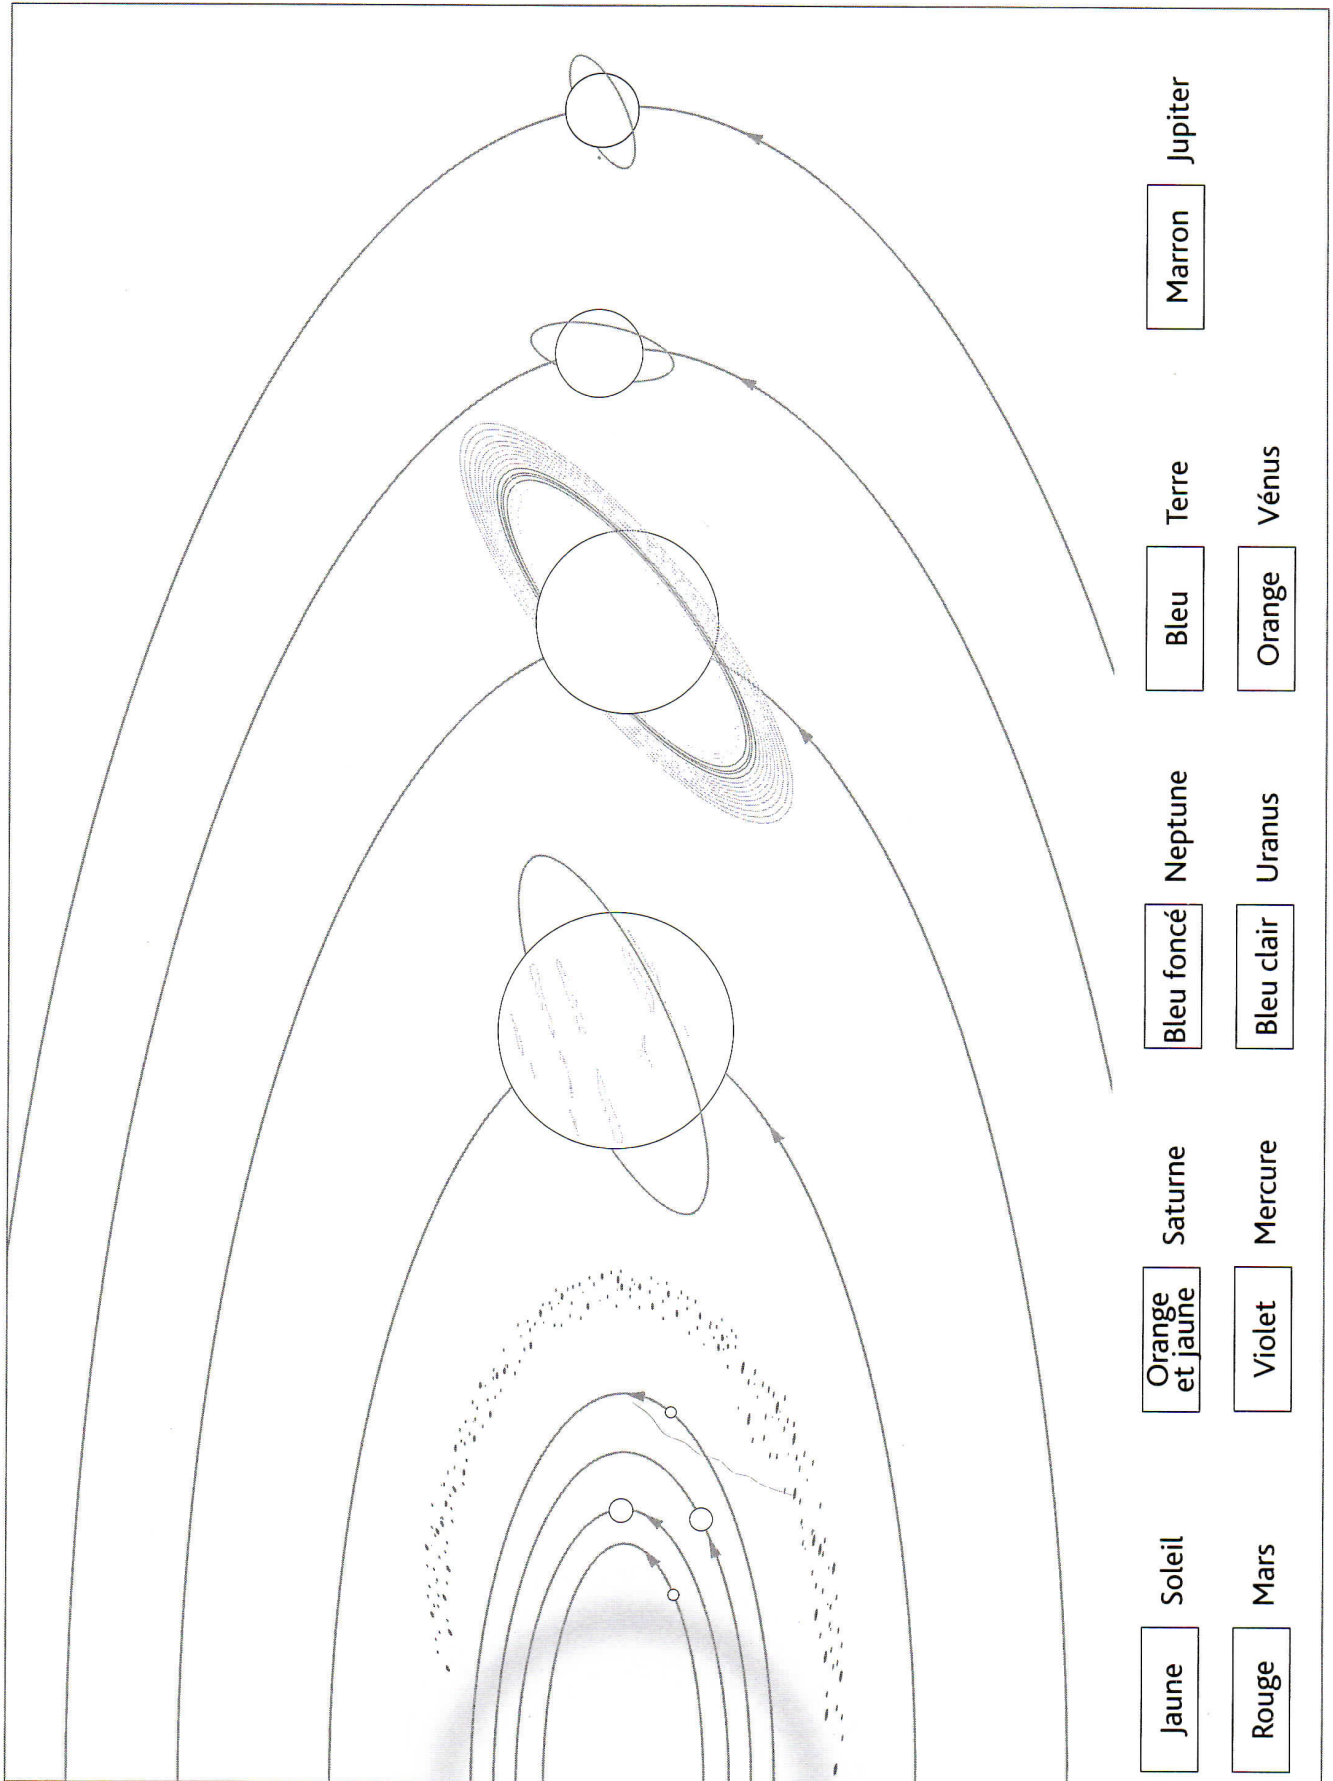 Jaune Soleil
Orange
et jaune Saturne
Bleu foncé Neptune
Bleu Terre
Marron Jupiter
Rouge Mars
Violet Mercure
Bleu clair Uranus
Orange Vénus